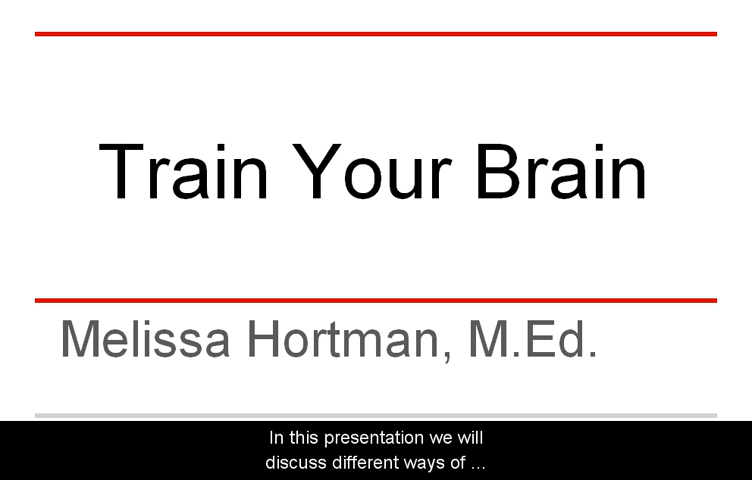 Train Your Brain
Melissa Hortman, M.Ed.
In this presentation we will
discuss different ways of ...